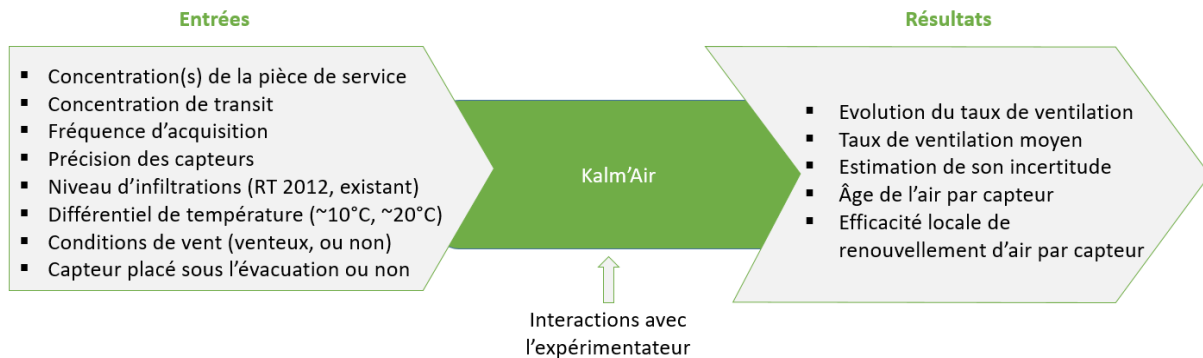 Entrées
▪ Concentration(s) de la pièce de service
▪ Concentration de transit
▪ Fréquence d'acquisition
▪ Précision des capteurs
▪ Niveau d'infiltrations (RT 2012, existant)
▪ Différentiel de température (~10°C, ~20°C)
▪ Conditions de vent (venteux, ou non)
▪ Capteur placé sous l'évacuation ou non
Kalm'Air
Interactions avec
l'expérimentateur
Résultats
▪ Evolution du taux de ventilation
▪ Taux de ventilation moyen
▪ Estimation de son incertitude
▪ Âge de l'air par capteur
▪ Efficacité locale de
renouvellement d'air par capteur